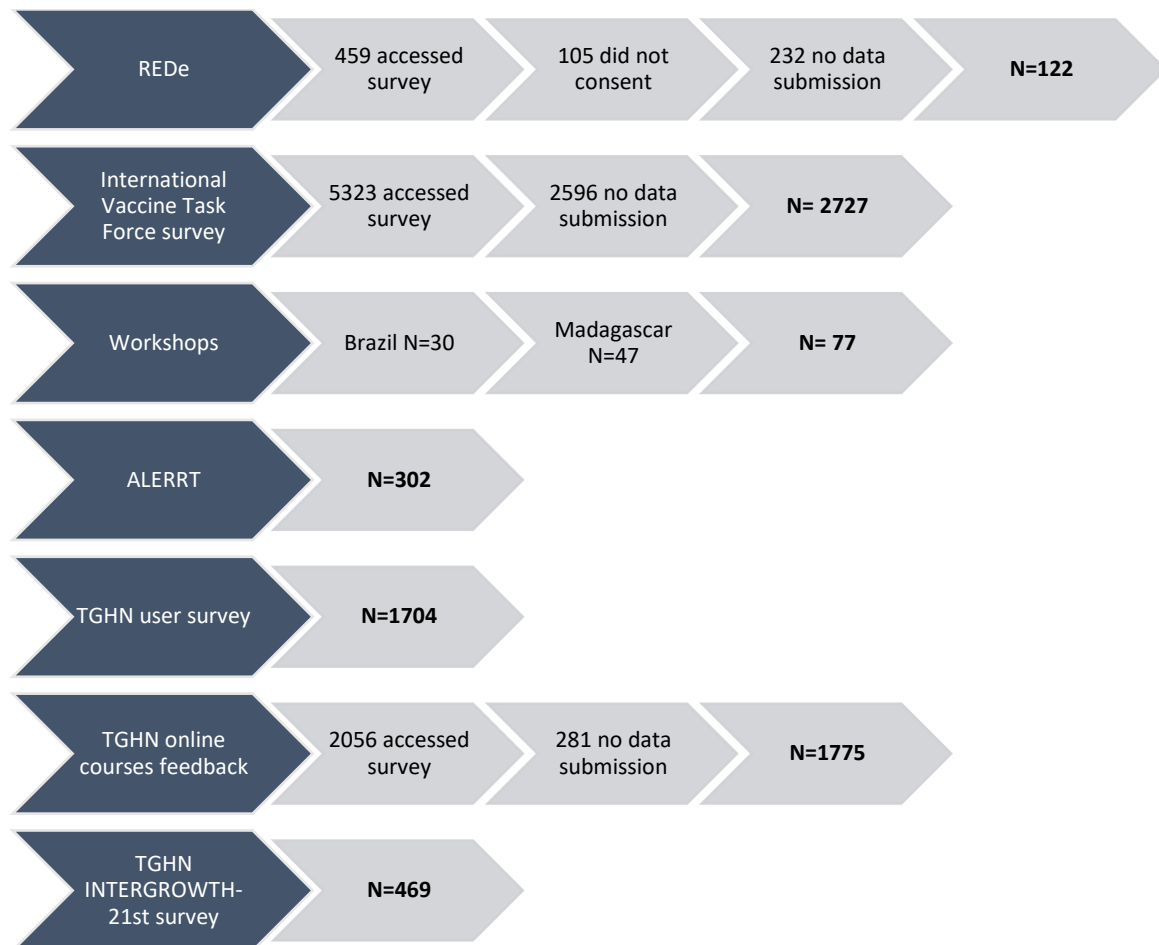 REDe
459 accessed
survey
105 did not
consent
232 no data
submission
N=122
International
Vaccine Task
Force survey
5323 accessed
survey
2596 no data
submission
N= 2727
Workshops
Brazil N=30
Madagascar
N=47
N= 77
ALERRT
N=302
TGHN user survey
N=1704
TGHN online
courses feedback
2056 accessed
survey
281 no data
submission
N=1775
TGHN
INTERGROWTH-
21st survey
N=469